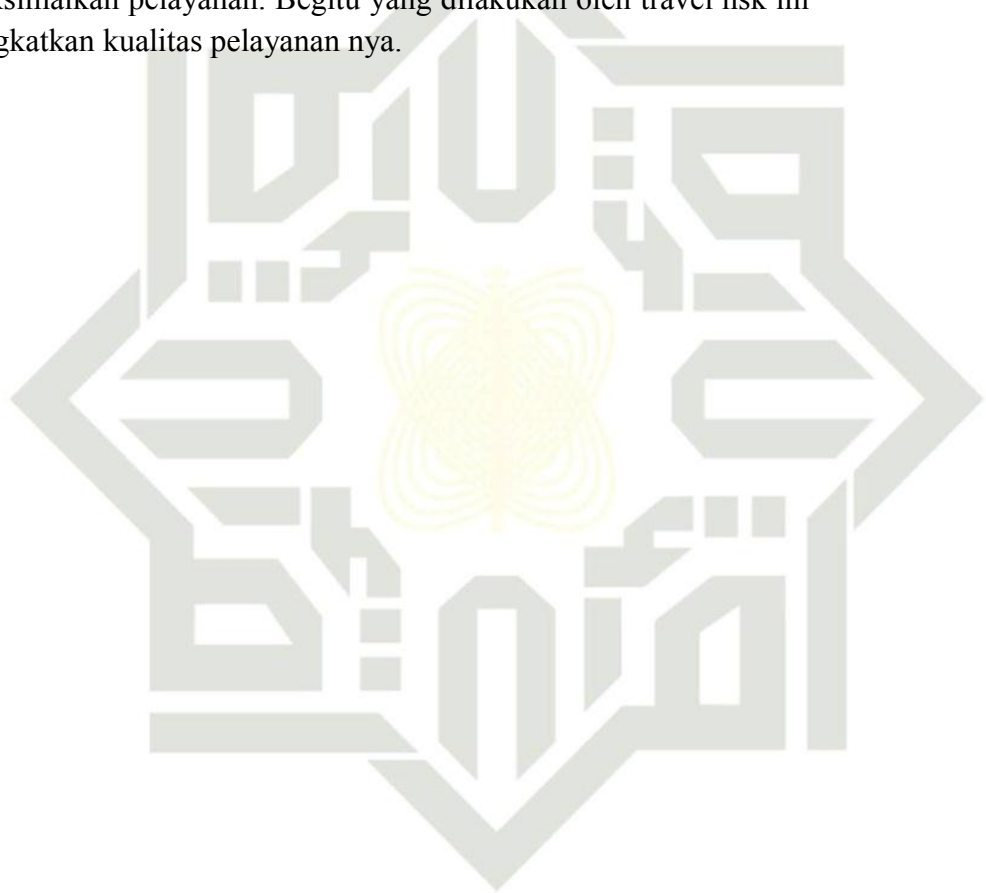 ksimalkan pelayanan. Begitu yang dilakukan oleh travel ini
gkatkan kualitas pelayanan nya.